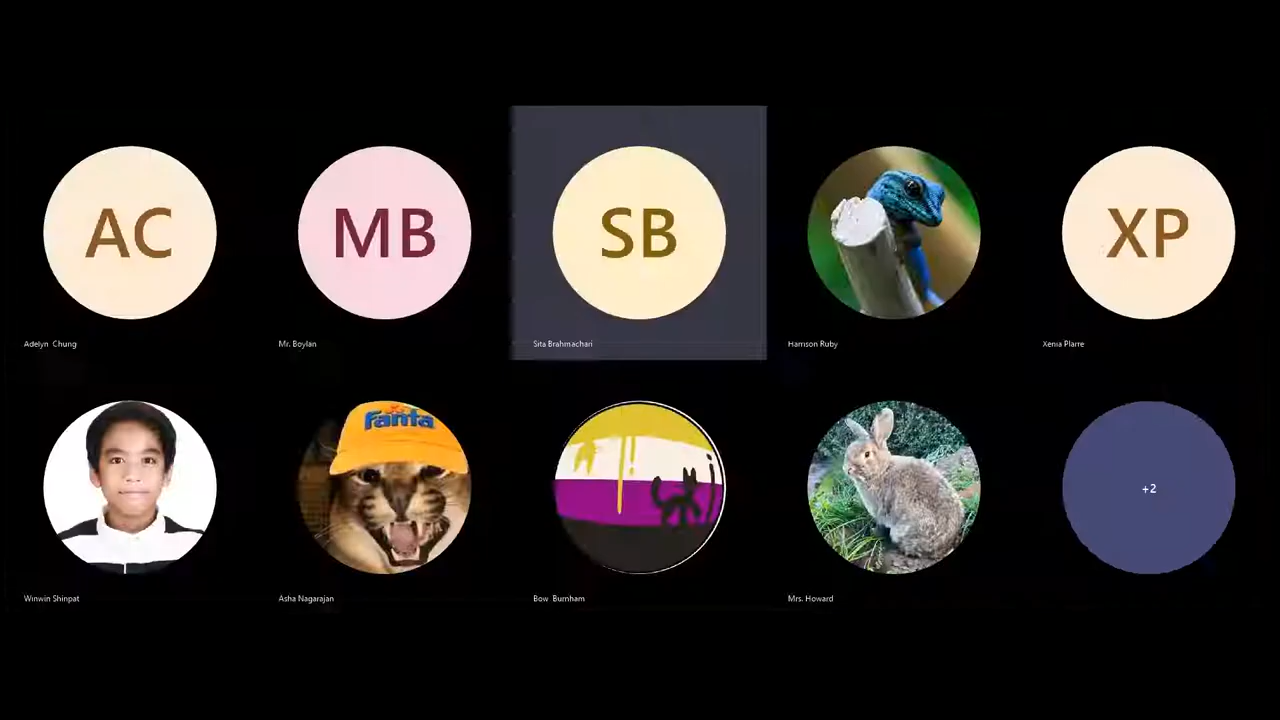 AC
MB
SB
XP
Adelyn Chung
Mr. Boylan
Sita Brahmachari
Harrison Ruby
Xenia Plarre
Fanta
+2
Winwin Shinpat
Asha Nagarajan
Bow Burnham
Mrs. Howard